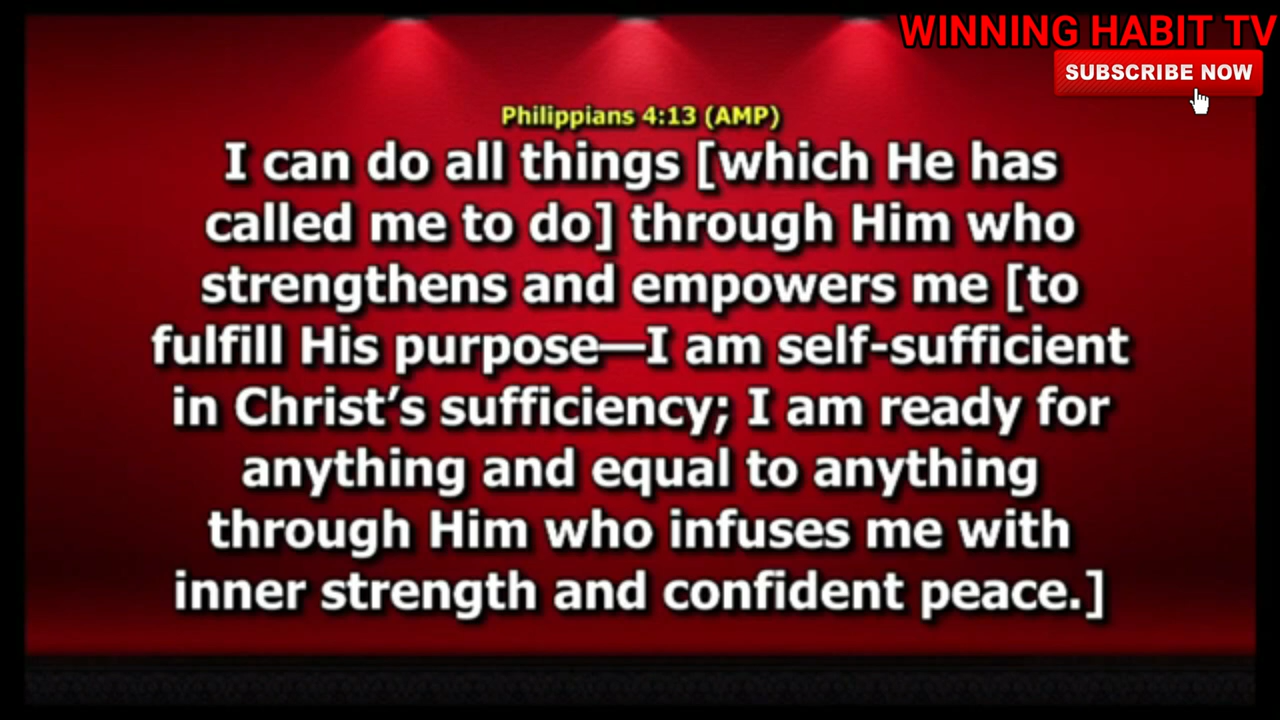 WINNING HABIT TV
SUBSCRIBE NOW
Philippians 4:13 (AMP)
I can do all things [which He has
called me to do] through Him who
strengthens and empowers me [to
fulfill His purpose—I am self-sufficient
in Christ’s sufficiency; I am ready for
anything and equal to anything
through Him who infuses me with
inner strength and confident peace.]